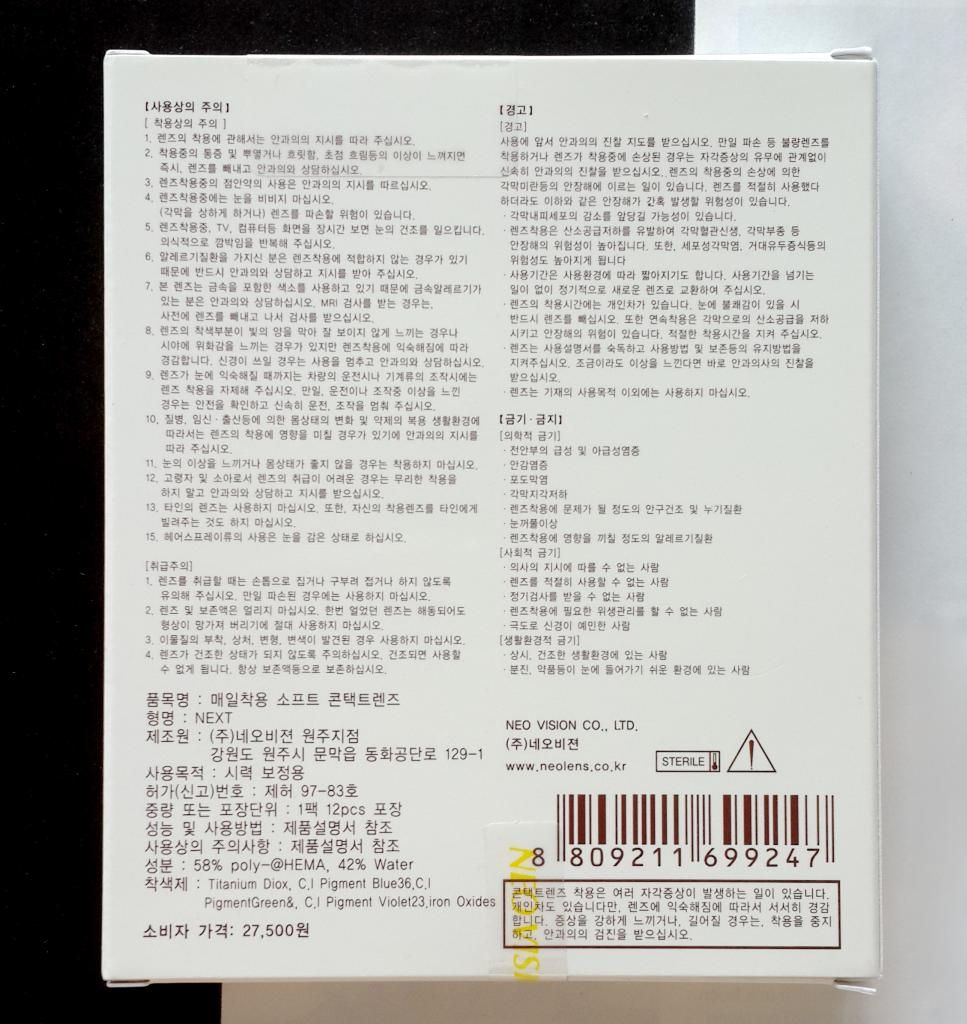 【사용상의 주의】
[ 착용상의 주의 ]
1. 렌즈의 착용에 관해서는 안과의의 지시를 따라 주십시오.
2. 착용중의 통증 및 뿌옇거나 흐릿함, 초점 흐림등의 이상이 느껴지면
즉시, 렌즈를 빼내고 안과의와 상담하십시오.
3. 렌즈착용중의 점안약의 사용은 안과의의 지시를 따르십시오.
4. 렌즈착용중에는 눈을 비비지 마십시오.
(각막을 상하게 하거나) 렌즈를 파손할 위험이 있습니다.
5. 렌즈착용중, TV, 컴퓨터등 화면을 장시간 보면 눈의 건조를 일으킵니다.
의식적으로 깜박임을 반복해 주십시오.
6. 알레르기질환을 가지신 분은 렌즈착용에 적합하지 않는 경우가 있기
때문에 반드시 안과의와 상담하고 지시를 받아 주십시오.
7. 본 렌즈는 금속을 포함한 색소를 사용하고 있기 때문에 금속알레르기가
있는 분은 안과의와 상담하십시오. MRI 검사를 받는 경우는,
사전에 렌즈를 빼내고 나서 검사를 받으십시오.
8. 렌즈의 착색부분이 빛의 양을 막아 잘 보이지 않게 느끼는 경우나
시야에 위화감을 느끼는 경우가 있지만 렌즈착용에 익숙해짐에 따라
경감합니다. 신경이 쓰일 경우는 사용을 멈추고 안과의와 상담하십시오.
9. 렌즈가 눈에 익숙해질 때까지는 차량의 운전시나 기계류의 조작시에는
렌즈 착용을 자제해 주십시오. 만일, 운전이나 조작중 이상을 느낀
경우는 안전을 확인하고 신속히 운전, 조작을 멈춰 주십시오.
10. 질병, 임신 · 출산등에 의한 몸상태의 변화 및 약제의 복용 생활환경에
따라서는 렌즈의 착용에 영향을 미칠 경우가 있기에 안과의의 지시를
따라 주십시오.
11. 눈의 이상을 느끼거나 몸상태가 좋지 않을 경우는 착용하지 마십시오.
12. 고령자 및 소아로서 렌즈의 취급이 어려운 경우는 무리한 착용을
하지 말고 안과의와 상담하고 지시를 받으십시오.
13. 타인의 렌즈는 사용하지 마십시오. 또한, 자신의 착용렌즈를 타인에게
빌려주는 것도 하지 마십시오.
15. 헤어스프레이류의 사용은 눈을 감은 상태로 하십시오.
[취급주의]
1. 렌즈를 취급할 때는 손톱으로 집거나 구부려 접거나 하지 않도록
유의해 주십시오. 만일 파손된 경우에는 사용하지 마십시오.
2. 렌즈 및 보존액은 얼리지 마십시오. 한번 얼었던 렌즈는 해동되어도
형상이 망가져 버리기에 절대 사용하지 마십시오.
3. 이물질의 부착, 상처, 변형, 변색이 발견된 경우 사용하지 마십시오.
4. 렌즈가 건조한 상태가 되지 않도록 주의하십시오. 건조되면 사용할
수 없게 됩니다. 항상 보존액등으로 보존하십시오.
품목명 : 매일착용 소프트 콘택트렌즈
형명 : NEXT
제조원 : (주)네오비젼 원주지점
강원도 원주시 문막읍 동화공단로 129-1
사용목적 : 시력 보정용
허가(신고)번호 : 제허 97-83호
중량 또는 포장단위 : 1팩 12pcs 포장
성능 및 사용방법 : 제품설명서 참조
사용상의 주의사항 : 제품설명서 참조
성분 : 58% poly-@HEMA, 42% Water
착색제 : Titanium Diox, C,I Pigment Blue36,C,I
PigmentGreen&, C,I Pigment Violet23,iron Oxides
소비자 가격: 27,500원
【경고】
[경고]
사용에 앞서 안과의의 진찰 지도를 받으십시오. 만일 파손 등 불량렌즈를
착용하거나 렌즈가 착용중에 손상된 경우는 자각증상의 유무에 관계없이
신속히 안과의의 진찰을 받으십시오. 렌즈의 착용중의 손상에 의한
각막미란등의 안장해에 이르는 일이 있습니다. 렌즈를 적절히 사용했다
하더라도 이하와 같은 안장해가 간혹 발생할 위험성이 있습니다.
· 각막내피세포의 감소를 앞당길 가능성이 있습니다.
· 렌즈착용은 산소공급저하를 유발하여 각막혈관신생, 각막부종 등
안장해의 위험성이 높아집니다. 또한, 세포성각막염, 거대유두증식등의
위험성도 높아지게 됩니다
· 사용기간은 사용환경에 따라 짧아지기도 합니다. 사용기간을 넘기는
일이 없이 정기적으로 새로운 렌즈로 교환하여 주십시오.
· 렌즈의 착용시간에는 개인차가 있습니다. 눈에 불쾌감이 있을 시
반드시 렌즈를 빼십시오. 또한 연속착용은 각막으로의 산소공급을 저하
시키고 안장해의 위험이 있습니다. 적절한 착용시간을 지켜 주십시오.
· 렌즈는 사용설명서를 숙독하고 사용방법 및 보존등의 유지방법을
지켜주십시오. 조금이라도 이상을 느낀다면 바로 안과의사의 진찰을
받으십시오.
· 렌즈는 기재의 사용목적 이외에는 사용하지 마십시오.
【금기 · 금지】
[의학적 금기]
· 전안부의 급성 및 아급성염증
· 안감염증
· 포도막염
· 각막지각저하
· 렌즈착용에 문제가 될 정도의 안구건조 및 누기질환
· 눈꺼풀이상
· 렌즈착용에 영향을 끼칠 정도의 알레르기질환
[사회적 금기]
· 의사의 지시에 따를 수 없는 사람
· 렌즈를 적절히 사용할 수 없는 사람
· 정기검사를 받을 수 없는 사람
· 렌즈착용에 필요한 위생관리를 할 수 없는 사람
· 극도로 신경이 예민한 사람
[생활환경적 금기]
· 상시, 건조한 생활환경에 있는 사람
· 분진, 약품등이 눈에 들어가기 쉬운 환경에 있는 사람
NEO VISION CO., LTD.
(주)네오비젼
www.neolens.co.kr
STERILE
8 809211 699247
콘택트렌즈 착용은 여러 자각증상이 발생하는 일이 있습니다.
개인차도 있습니다만, 렌즈에 익숙해짐에 따라서 서서히 경감
합니다. 증상을 강하게 느끼거나, 길어질 경우는, 착용을 중지
하고, 안과의의 검진을 받으십시오.
NEO VISI